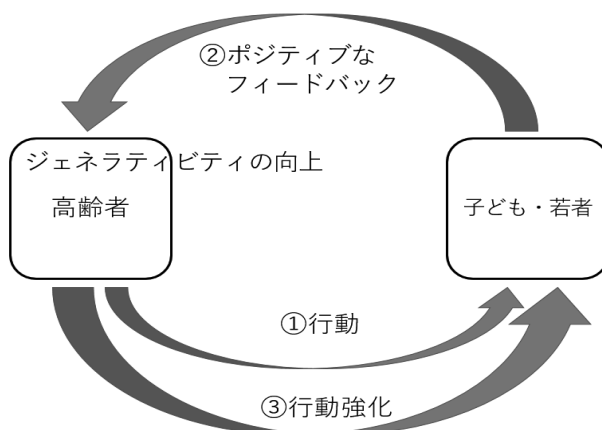 ②ポジティブな
フィードバック
ジェネラティビティの向上
高齢者
子ども・若者
①行動
③行動強化